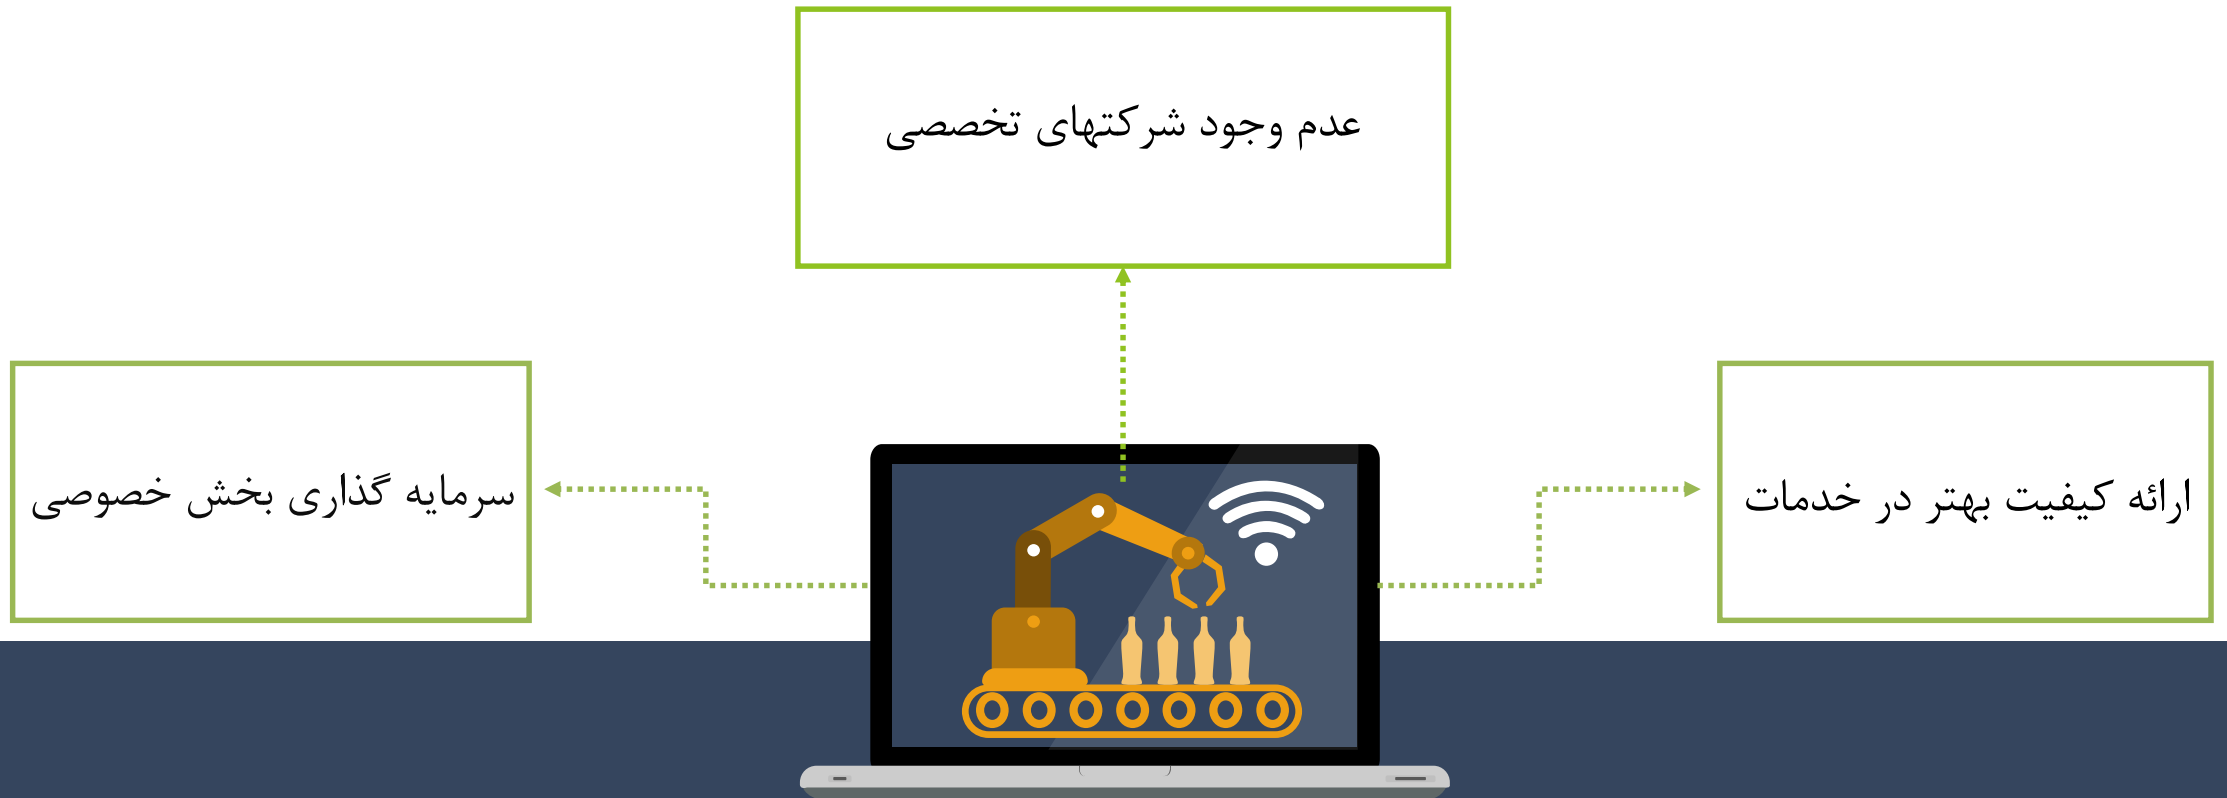 عدم وجود شرکتهای تخصصی
ارائه کیفیت بهتر در خدمات
سرمایه گذاری بخش خصوصی